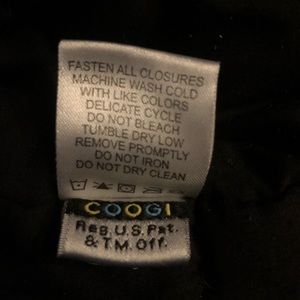 FASTEN ALL CLOSURES
MACHINE WASH COLD
WITH LIKE COLORS
DELICATE CYCLE
DO NOT BLEACH
TUMBLE DRY LOW
REMOVE PROMPTLY
DO NOT IRON
DO NOT DRY CLEAN
COOGI
Reg. U.S. Pat.
& T.M. Off.